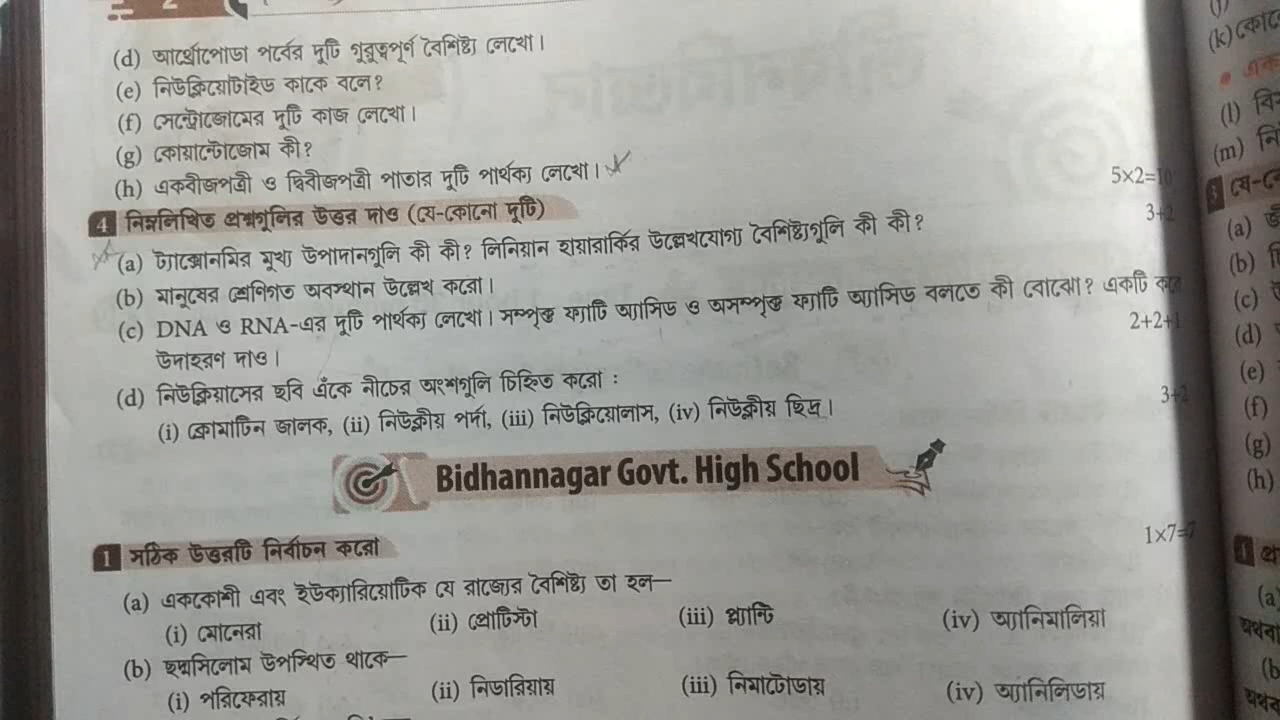 (d) আর্থ্রোপোডা পর্বের দুটি গুরুত্বপূর্ণ বৈশিষ্ট্য লেখো।
(e) নিউক্লিয়োটাইড কাকে বলে?
(f) সেন্ট্রোজোমের দুটি কাজ লেখো।
(g) কোয়ান্টোজোম কী?
(h) একবীজপত্রী ও দ্বিবীজপত্রী পাতার দুটি পার্থক্য লেখো।
5×2=10
4 নিম্নলিখিত প্রশ্নগুলির উত্তর দাও (যে-কোনো দুটি)
3+2
(a) ট্যাক্সোনমির মুখ্য উপাদানগুলি কী কী? লিনিয়ান হায়ারার্কির উল্লেখযোগ্য বৈশিষ্ট্যগুলি কী কী?
(b) মানুষের শ্রেণিগত অবস্থান উল্লেখ করো।
(c) DNA ও RNA-এর দুটি পার্থক্য লেখো। সম্পৃক্ত ফ্যাটি অ্যাসিড ও অসম্পৃক্ত ফ্যাটি অ্যাসিড বলতে কী বোঝো? একটি করে
উদাহরণ দাও।
2+2+1
(d) নিউক্লিয়াসের ছবি এঁকে নীচের অংশগুলি চিহ্নিত করো :
(i) ক্রোমাটিন জালক, (ii) নিউক্লীয় পর্দা, (iii) নিউক্লিয়োলাস, (iv) নিউক্লীয় ছিদ্র।
3+2
Bidhannagar Govt. High School
1 সঠিক উত্তরটি নির্বাচন করো
1×7=7
(a) এককোশী এবং ইউক্যারিয়োটিক যে রাজ্যের বৈশিষ্ট্য তা হল—
(i) মোনেরা (ii) প্রোটিস্টা (iii) প্ল্যান্টি (iv) অ্যানিমালিয়া
(b) ছদ্মসিলোম উপস্থিত থাকে—
(i) পরিফেরায় (ii) নিডারিয়ায় (iii) নিমাটোডায় (iv) অ্যানিলিডায়
(k)
(l)
(m)
(a)
(b)
(c)
(d)
(e)
(f)
(g)
(h)
(a
(b